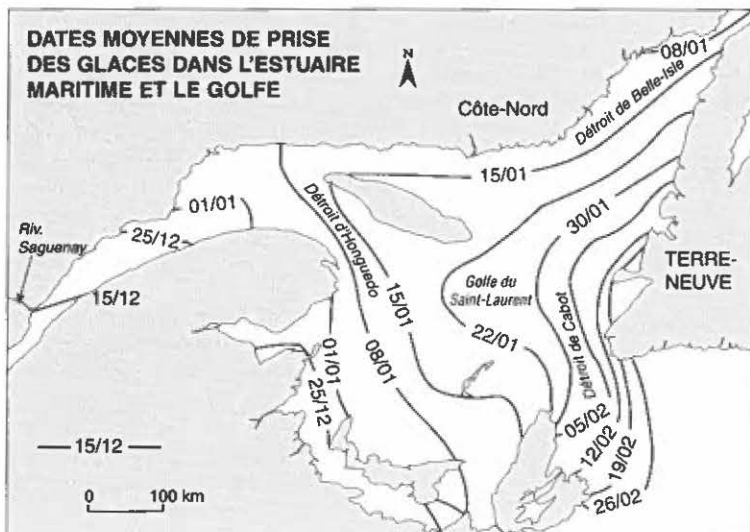 DATES MOYENNES DE PRISE
DES GLACES DANS L'ESTUAIRE
MARITIME ET LE GOLFE
N
08/01
Détroit de Belle-Isle
Côte-Nord
15/01
01/01
Riv.
Saguenay
25/12
Détroit d'Honguedo
30/01
TERRE-
NEUVE
15/12
15/01
Golfe du
Saint-Laurent
Détroit de Cabot
22/01
01/01
08/01
25/12
05/02
12/02
19/02
26/02
15/12
0 100 km